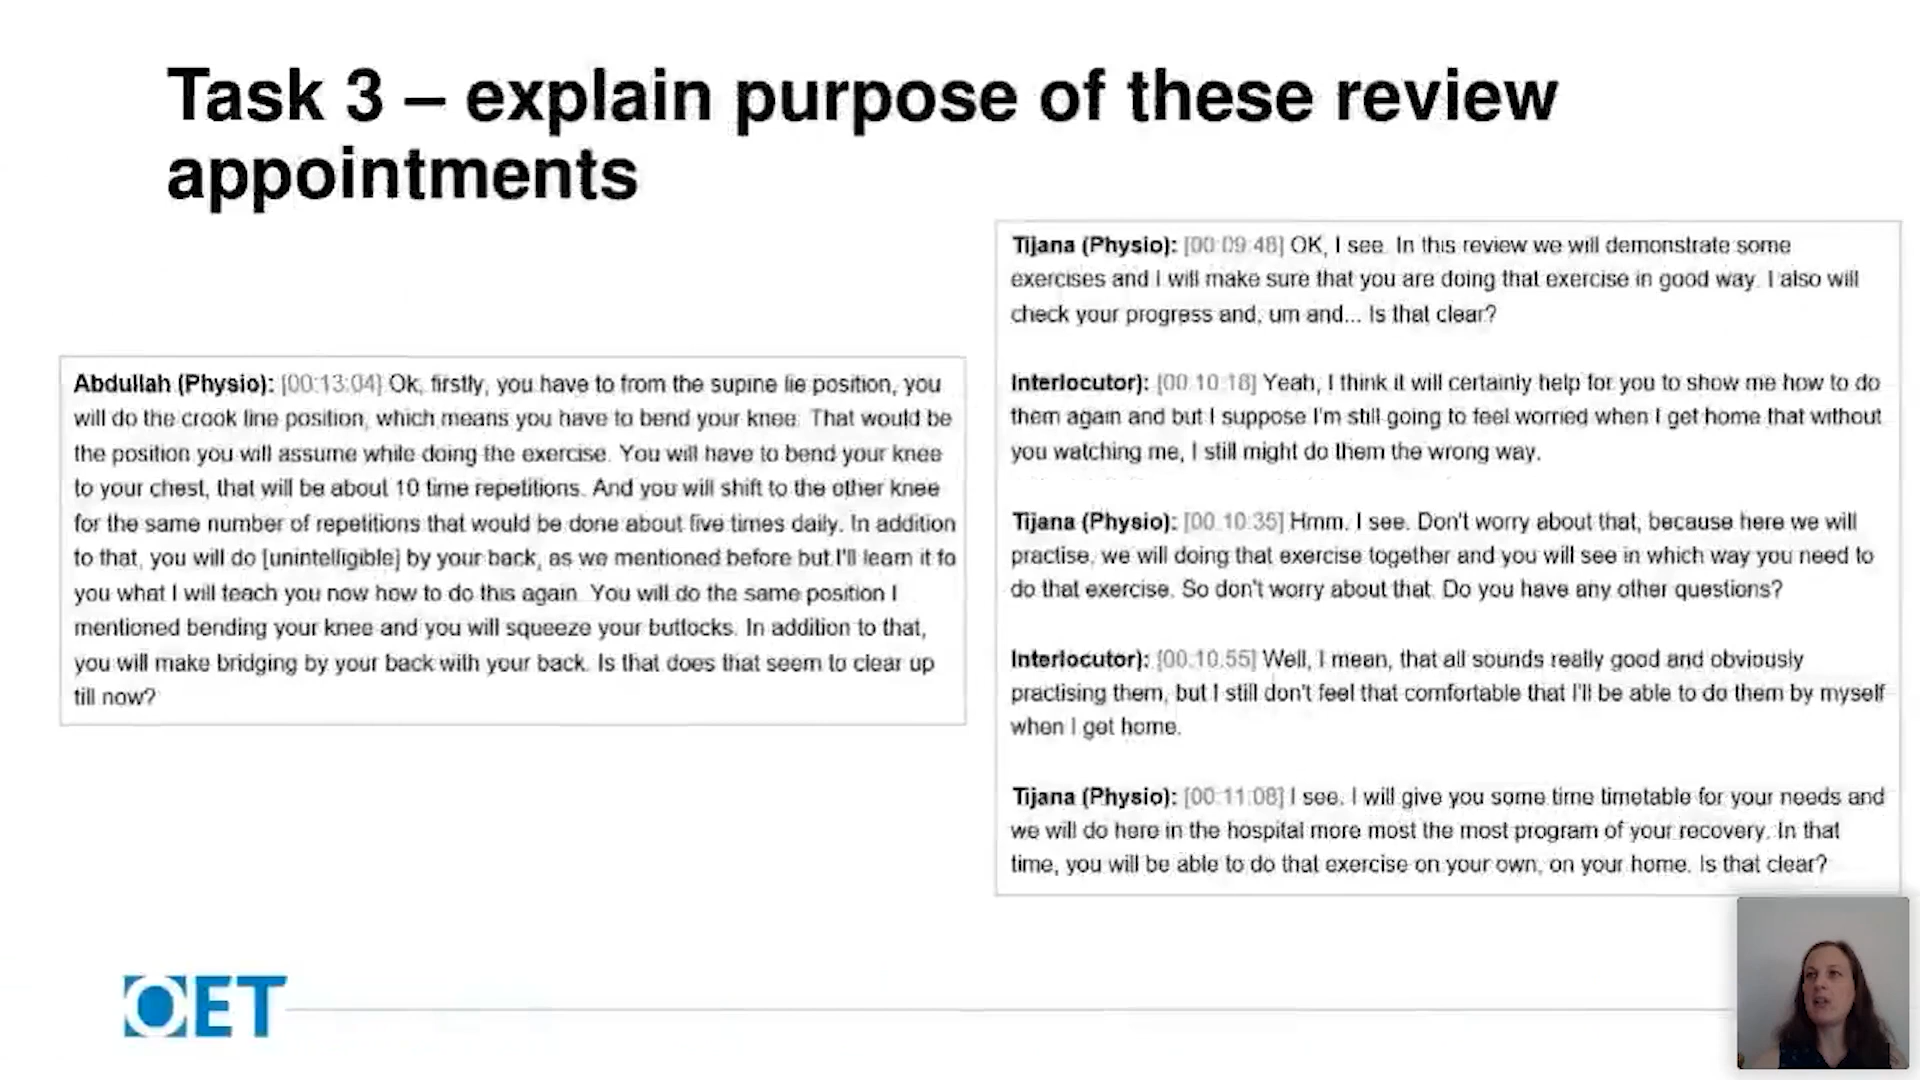 Task 3 – explain purpose of these review
appointments
Abdullah (Physio): [00:13:04] Ok, firstly, you have to from the supine lie position, you
will do the crook line position, which means you have to bend your knee. That would be
the position you will assume while doing the exercise. You will have to bend your knee
to your chest, that will be about 10 time repetitions. And you will shift to the other knee
for the same number of repetitions that would be done about five times daily. In addition
to that, you will do [unintelligible] by your back, as we mentioned before but I'll learn it to
you what I will teach you now how to do this again. You will do the same position I
mentioned bending your knee and you will squeeze your buttocks. In addition to that,
you will make bridging by your back with your back. Is that does that seem to clear up
till now?
Tijana (Physio): [00:09:48] OK, I see. In this review we will demonstrate some
exercises and I will make sure that you are doing that exercise in good way. I also will
check your progress and, um and... Is that clear?
Interlocutor): [00:10:18] Yeah, I think it will certainly help for you to show me how to do
them again and but I suppose I'm still going to feel worried when I get home that without
you watching me, I still might do them the wrong way.
Tijana (Physio): [00:10:35] Hmm. I see. Don't worry about that, because here we will
practise, we will doing that exercise together and you will see in which way you need to
do that exercise. So don't worry about that. Do you have any other questions?
Interlocutor): [00:10:55] Well, I mean, that all sounds really good and obviously
practising them, but I still don't feel that comfortable that I'll be able to do them by myself
when I get home.
Tijana (Physio): [00:11:08] I see. I will give you some time timetable for your needs and
we will do here in the hospital more most the most program of your recovery. In that
time, you will be able to do that exercise on your own, on your home. Is that clear?
OET